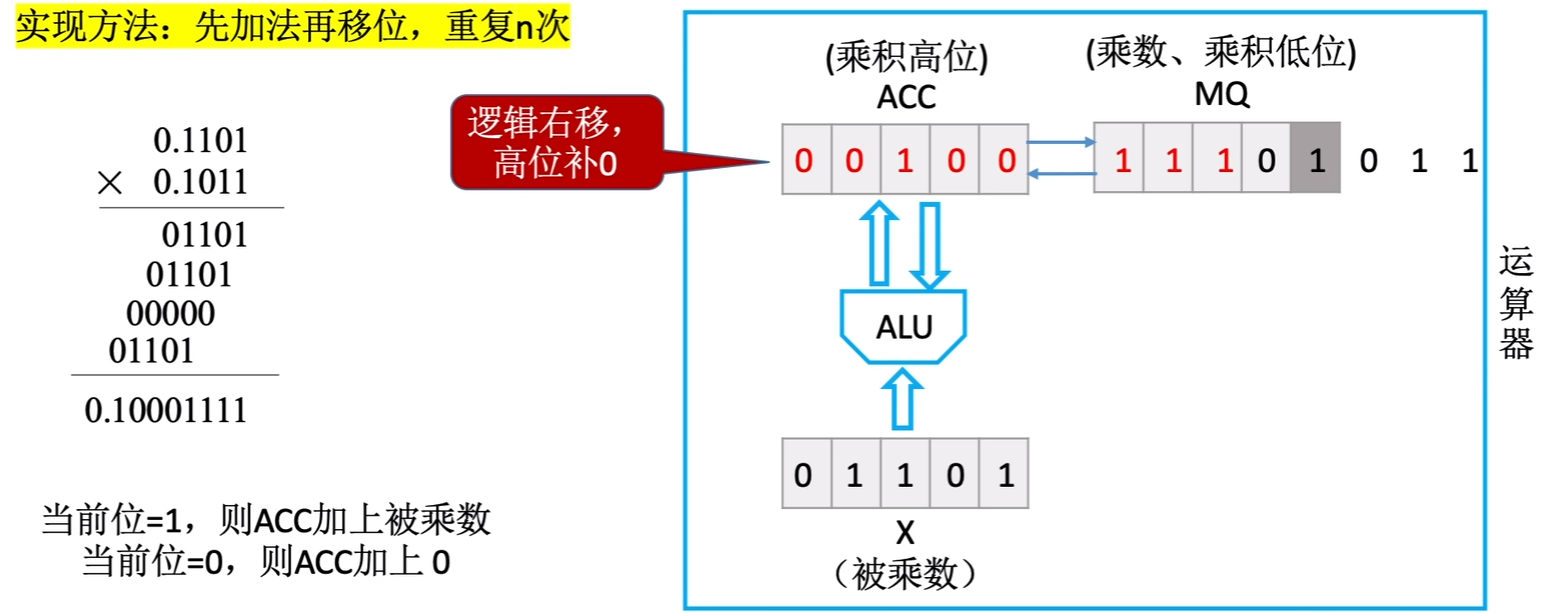 实现方法：先加法再移位，重复n次
0.1101
× 0.1011
01101
01101
00000
01101
0.10001111
当前位=1，则ACC加上被乘数
当前位=0，则ACC加上 0
逻辑右移，
高位补0
(乘积高位)
ACC
(乘数、乘积低位)
MQ
0 0 1 0 0
1 1 1 0 1 0 1 1
ALU
0 1 1 0 1
X
（被乘数）
运
算
器